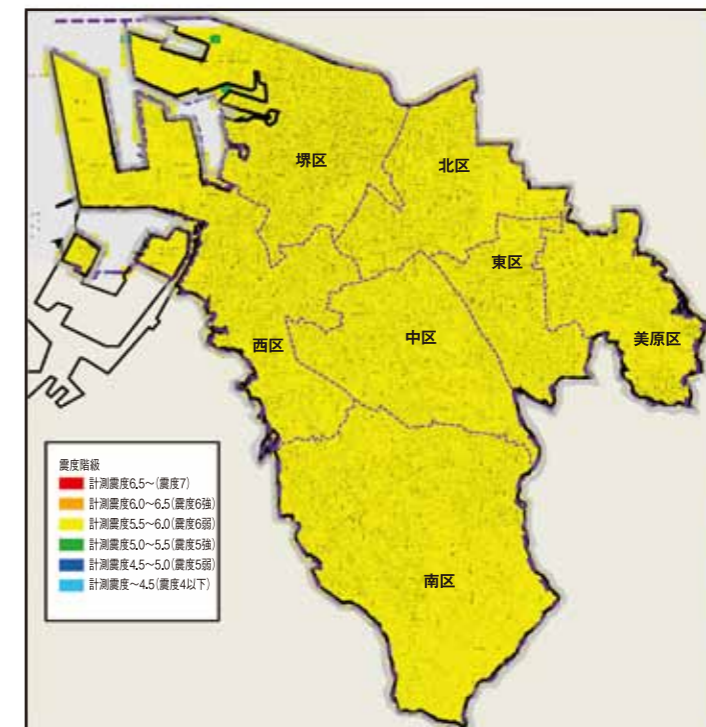 堺区
北区
東区
美原区
中区
西区
南区
震度階級
計測震度6.5～(震度7)
計測震度6.0～6.5(震度6強)
計測震度5.5～6.0(震度6弱)
計測震度5.0～5.5(震度5強)
計測震度4.5～5.0(震度5弱)
計測震度～4.5(震度4以下)